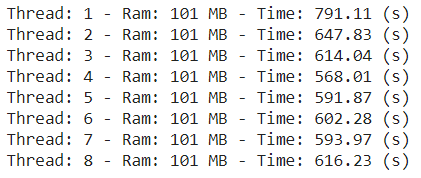 Thread: 1 - Ram: 101 MB - Time: 791.11 (s)
Thread: 2 - Ram: 101 MB - Time: 647.83 (s)
Thread: 3 - Ram: 101 MB - Time: 614.04 (s)
Thread: 4 - Ram: 101 MB - Time: 568.01 (s)
Thread: 5 - Ram: 101 MB - Time: 591.87 (s)
Thread: 6 - Ram: 101 MB - Time: 602.28 (s)
Thread: 7 - Ram: 101 MB - Time: 593.97 (s)
Thread: 8 - Ram: 101 MB - Time: 616.23 (s)